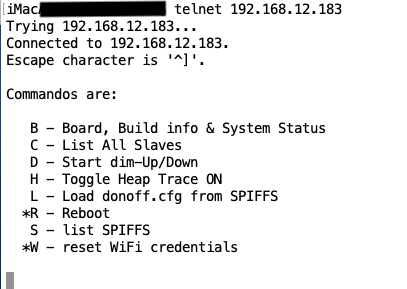 iMac telnet 192.168.12.183
Trying 192.168.12.183...
Connected to 192.168.12.183.
Escape character is '^]'.
Commandos are:
B - Board, Build info & System Status
C - List All Slaves
D - Start dim-Up/Down
H - Toggle Heap Trace ON
L - Load donoff.cfg from SPIFFS
*R - Reboot
S - list SPIFFS
*W - reset WiFi credentials